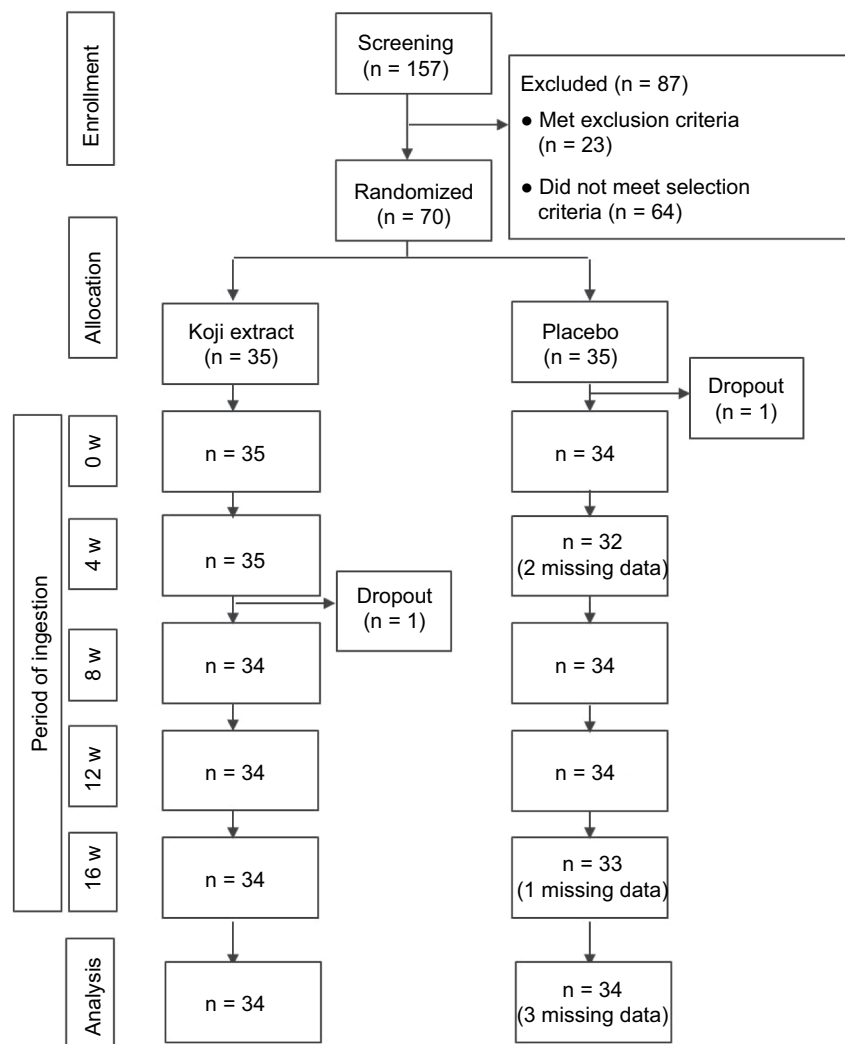 Enrollment
Screening
(n = 157)
Excluded (n = 87)
● Met exclusion criteria
(n = 23)
● Did not meet selection
criteria (n = 64)
Randomized
(n = 70)
Allocation
Koji extract
(n = 35)
Placebo
(n = 35)
Dropout
(n = 1)
Period of ingestion
0 w
n = 35
n = 34
4 w
n = 35
n = 32
(2 missing data)
Dropout
(n = 1)
8 w
n = 34
n = 34
12 w
n = 34
n = 34
16 w
n = 34
n = 33
(1 missing data)
Analysis
n = 34
n = 34
(3 missing data)